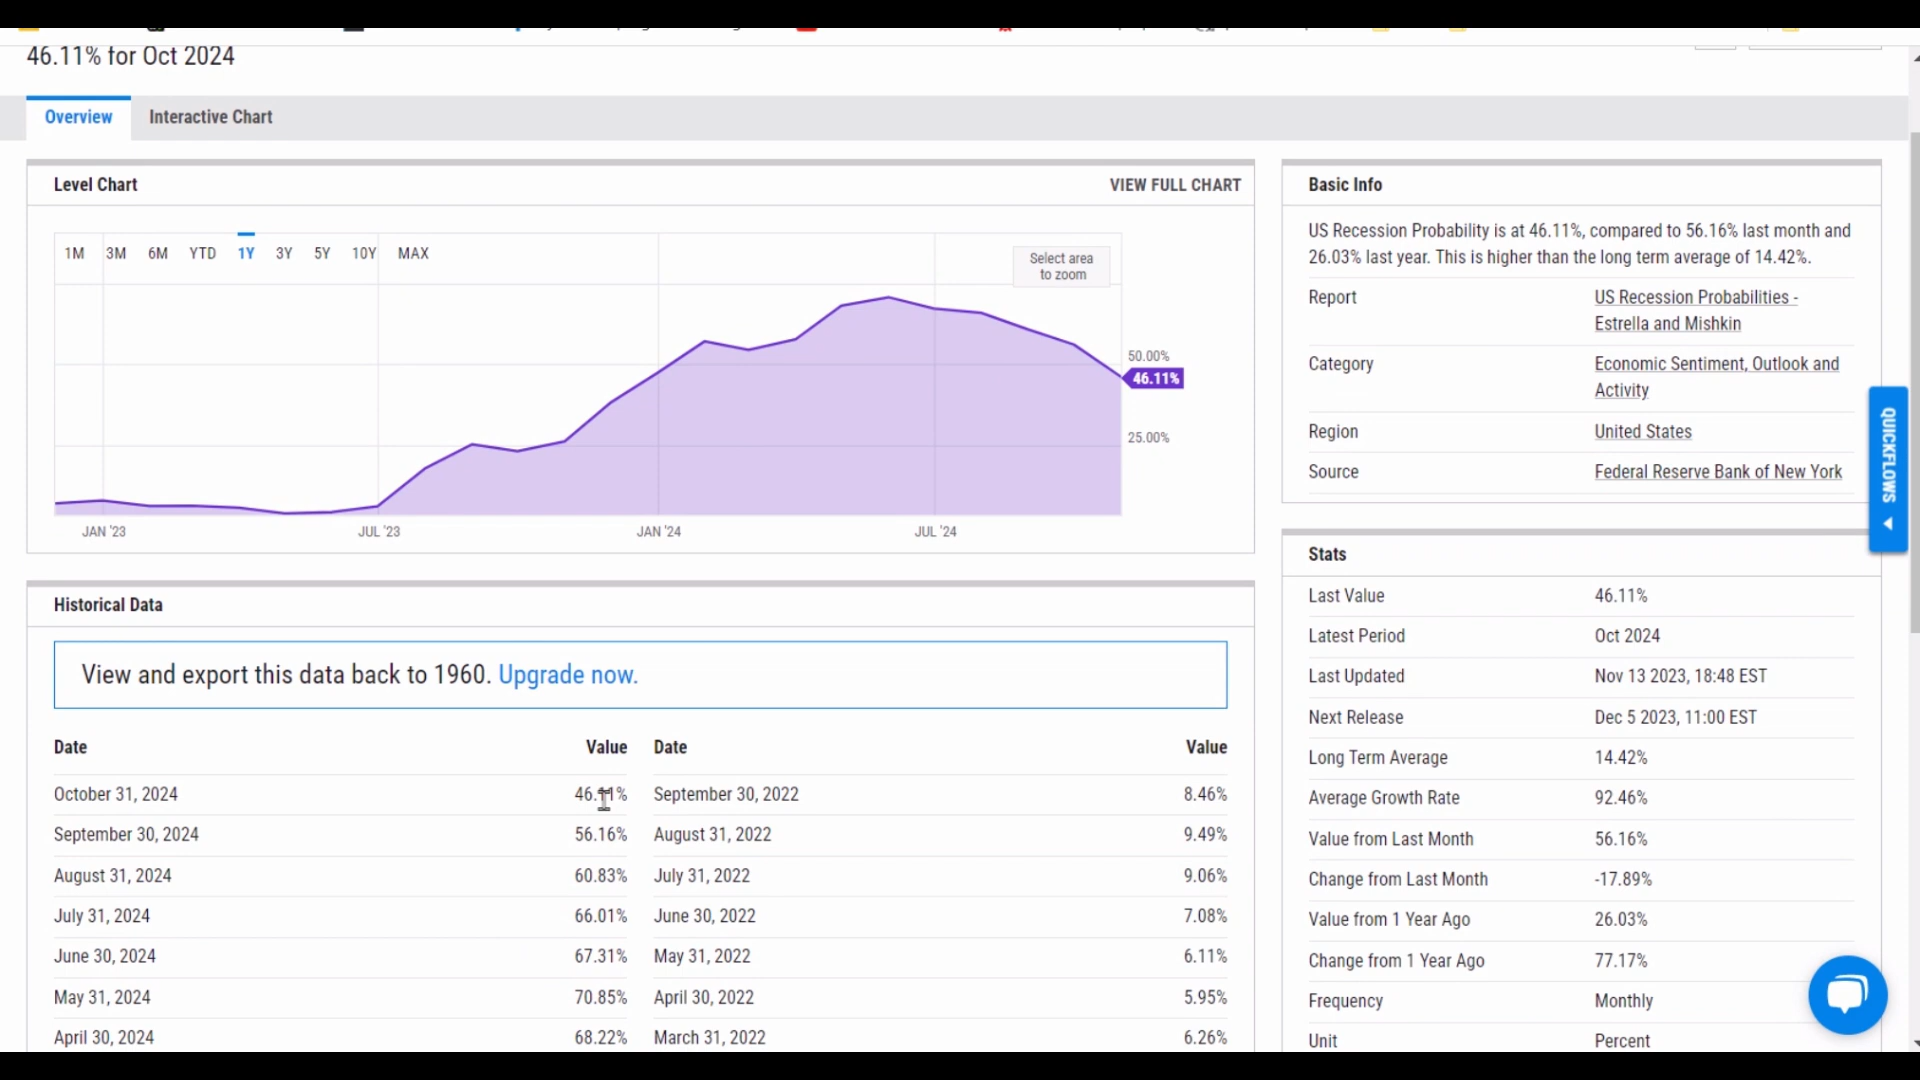 46.11% for Oct 2024
Overview
Interactive Chart
Level Chart
VIEW FULL CHART
1M 3M 6M YTD 1Y 3Y 5Y 10Y MAX
Select area
to zoom
50.00%
46.11%
25.00%
JAN '23 JUL '23 JAN '24 JUL '24
Historical Data
View and export this data back to 1960. Upgrade now.
Date Value Date Value
October 31, 2024 46.11% September 30, 2022 8.46%
September 30, 2024 56.16% August 31, 2022 9.49%
August 31, 2024 60.83% July 31, 2022 9.06%
July 31, 2024 66.01% June 30, 2022 7.08%
June 30, 2024 67.31% May 31, 2022 6.11%
May 31, 2024 70.85% April 30, 2022 5.95%
April 30, 2024 68.22% March 31, 2022 6.26%
Basic Info
US Recession Probability is at 46.11%, compared to 56.16% last month and
26.03% last year. This is higher than the long term average of 14.42%.
Report US Recession Probabilities -
Estrella and Mishkin
Category Economic Sentiment, Outlook and
Activity
Region United States
Source Federal Reserve Bank of New York
Stats
Last Value 46.11%
Latest Period Oct 2024
Last Updated Nov 13 2023, 18:48 EST
Next Release Dec 5 2023, 11:00 EST
Long Term Average 14.42%
Average Growth Rate 92.46%
Value from Last Month 56.16%
Change from Last Month -17.89%
Value from 1 Year Ago 26.03%
Change from 1 Year Ago 77.17%
Frequency Monthly
Unit Percent
QUICKFLOWS